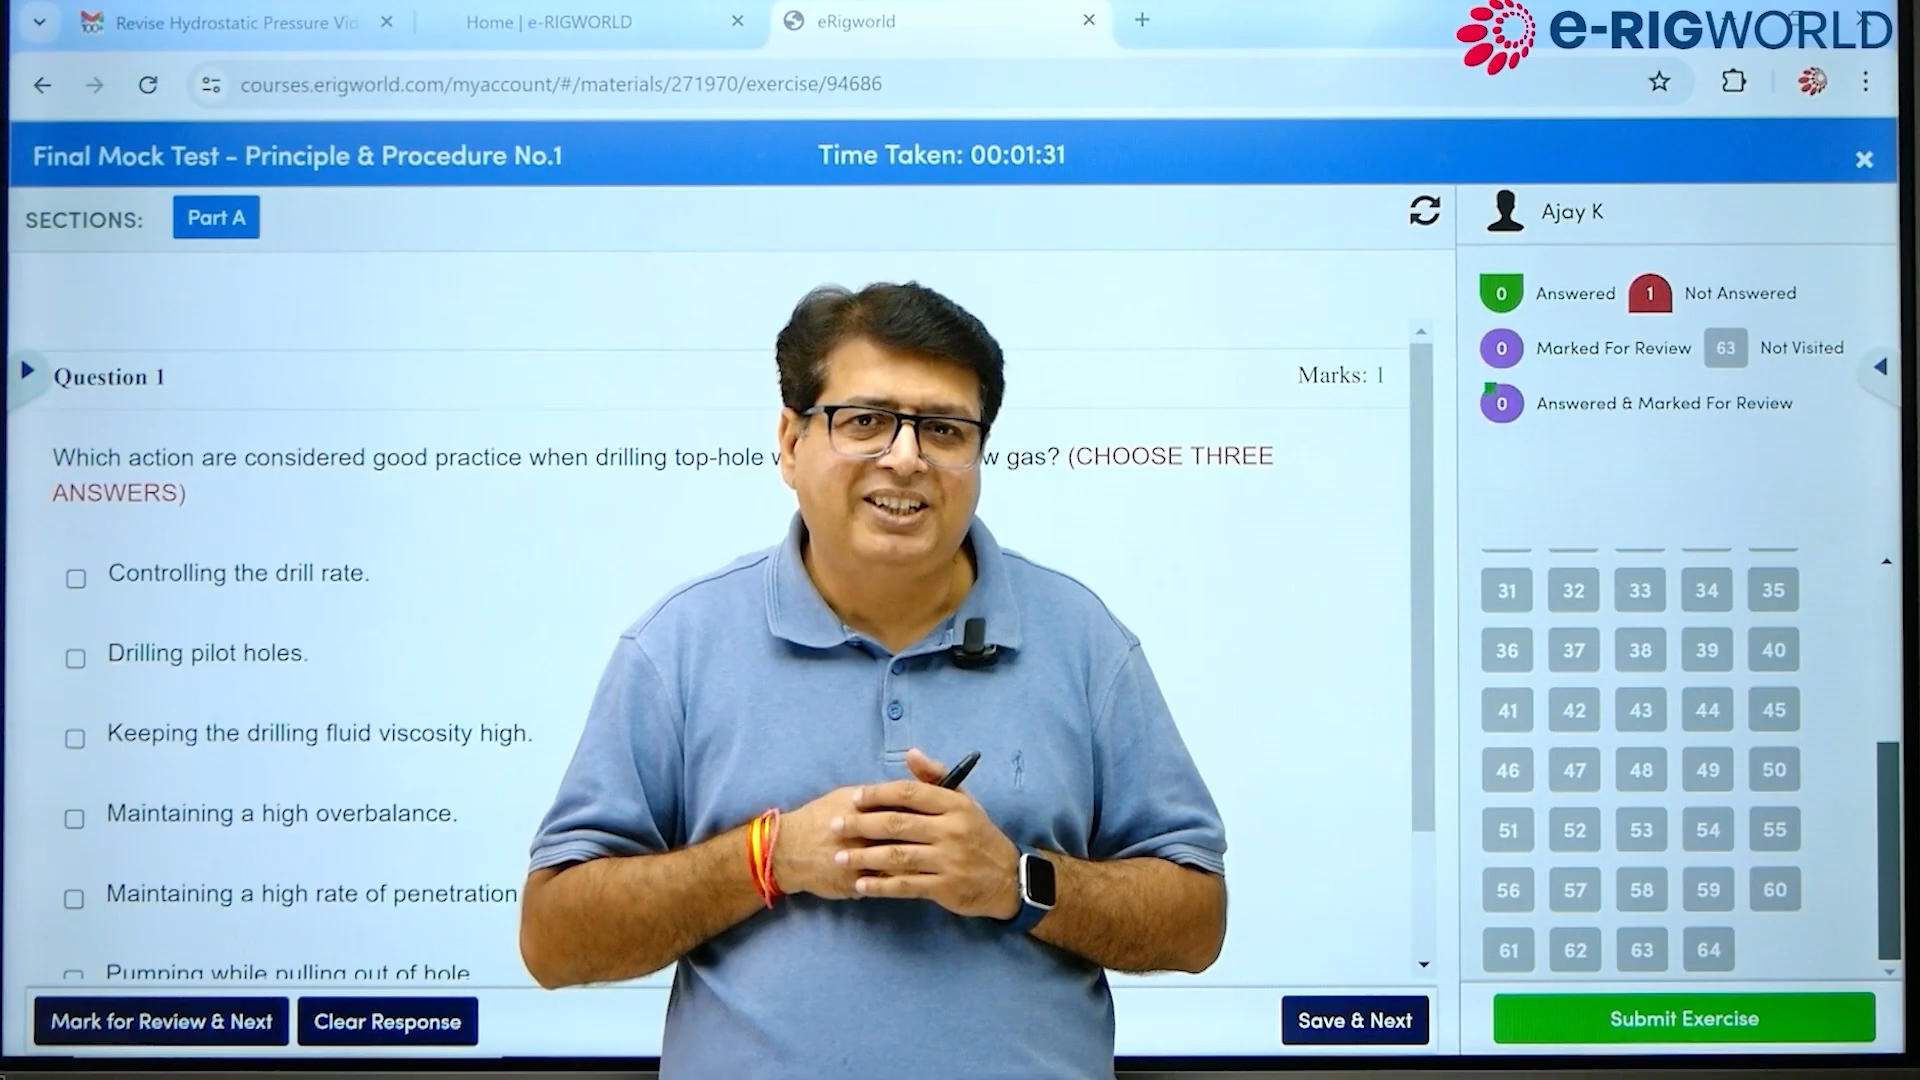 Revise Hydrostatic Pressure Vid
Home | e-RIGWORLD
eRigworld
e-RIGWORLD
courses.erigworld.com/myaccount/#/materials/271970/exercise/94686
Final Mock Test - Principle & Procedure No.1
Time Taken: 00:01:31
SECTIONS:
Part A
Ajay K
0 Answered
1 Not Answered
0 Marked For Review
63 Not Visited
0 Answered & Marked For Review
Question 1
Marks: 1
Which action are considered good practice when drilling top-hole gas? (CHOOSE THREE
ANSWERS)
Controlling the drill rate.
Drilling pilot holes.
Keeping the drilling fluid viscosity high.
Maintaining a high overbalance.
Maintaining a high rate of penetration
Pumping while pulling out of hole
31 32 33 34 35
36 37 38 39 40
41 42 43 44 45
46 47 48 49 50
51 52 53 54 55
56 57 58 59 60
61 62 63 64
Mark for Review & Next
Clear Response
Save & Next
Submit Exercise